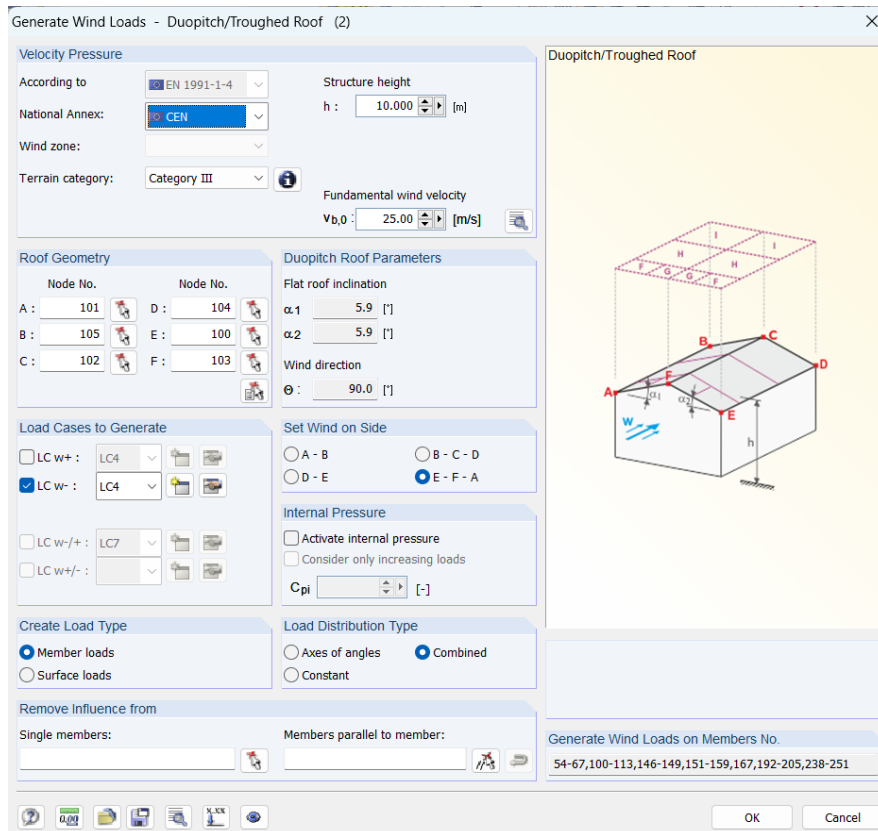 Generate Wind Loads - Duopitch/Troughed Roof (2)
Velocity Pressure
According to
EN 1991-1-4
National Annex:
CEN
Wind zone:
Terrain category:
Category III
Structure height
h :
10.000
[m]
Fundamental wind velocity
vb,0 :
25.00
[m/s]
Roof Geometry
Node No. Node No.
A : 101 D : 104
B : 105 E : 100
C : 102 F : 103
Duopitch Roof Parameters
Flat roof inclination
α1 5.9 [°]
α2 5.9 [°]
Wind direction
Θ : 90.0 [°]
Load Cases to Generate
LC w+ : LC4
LC w- : LC4
LC w-/+ : LC7
LC w+/- :
Set Wind on Side
A - B B - C - D
D - E E - F - A
Internal Pressure
Activate internal pressure
Consider only increasing loads
Cpi [-]
Create Load Type
Member loads
Surface loads
Load Distribution Type
Axes of angles Combined
Constant
Remove Influence from
Single members:
Members parallel to member:
Duopitch/Troughed Roof
I
H I
F G H
G F
B C
F D
A α1 α2
E
W
h
Generate Wind Loads on Members No.
54-67,100-113,146-149,151-159,167,192-205,238-251
0.00
X.XX
OK Cancel